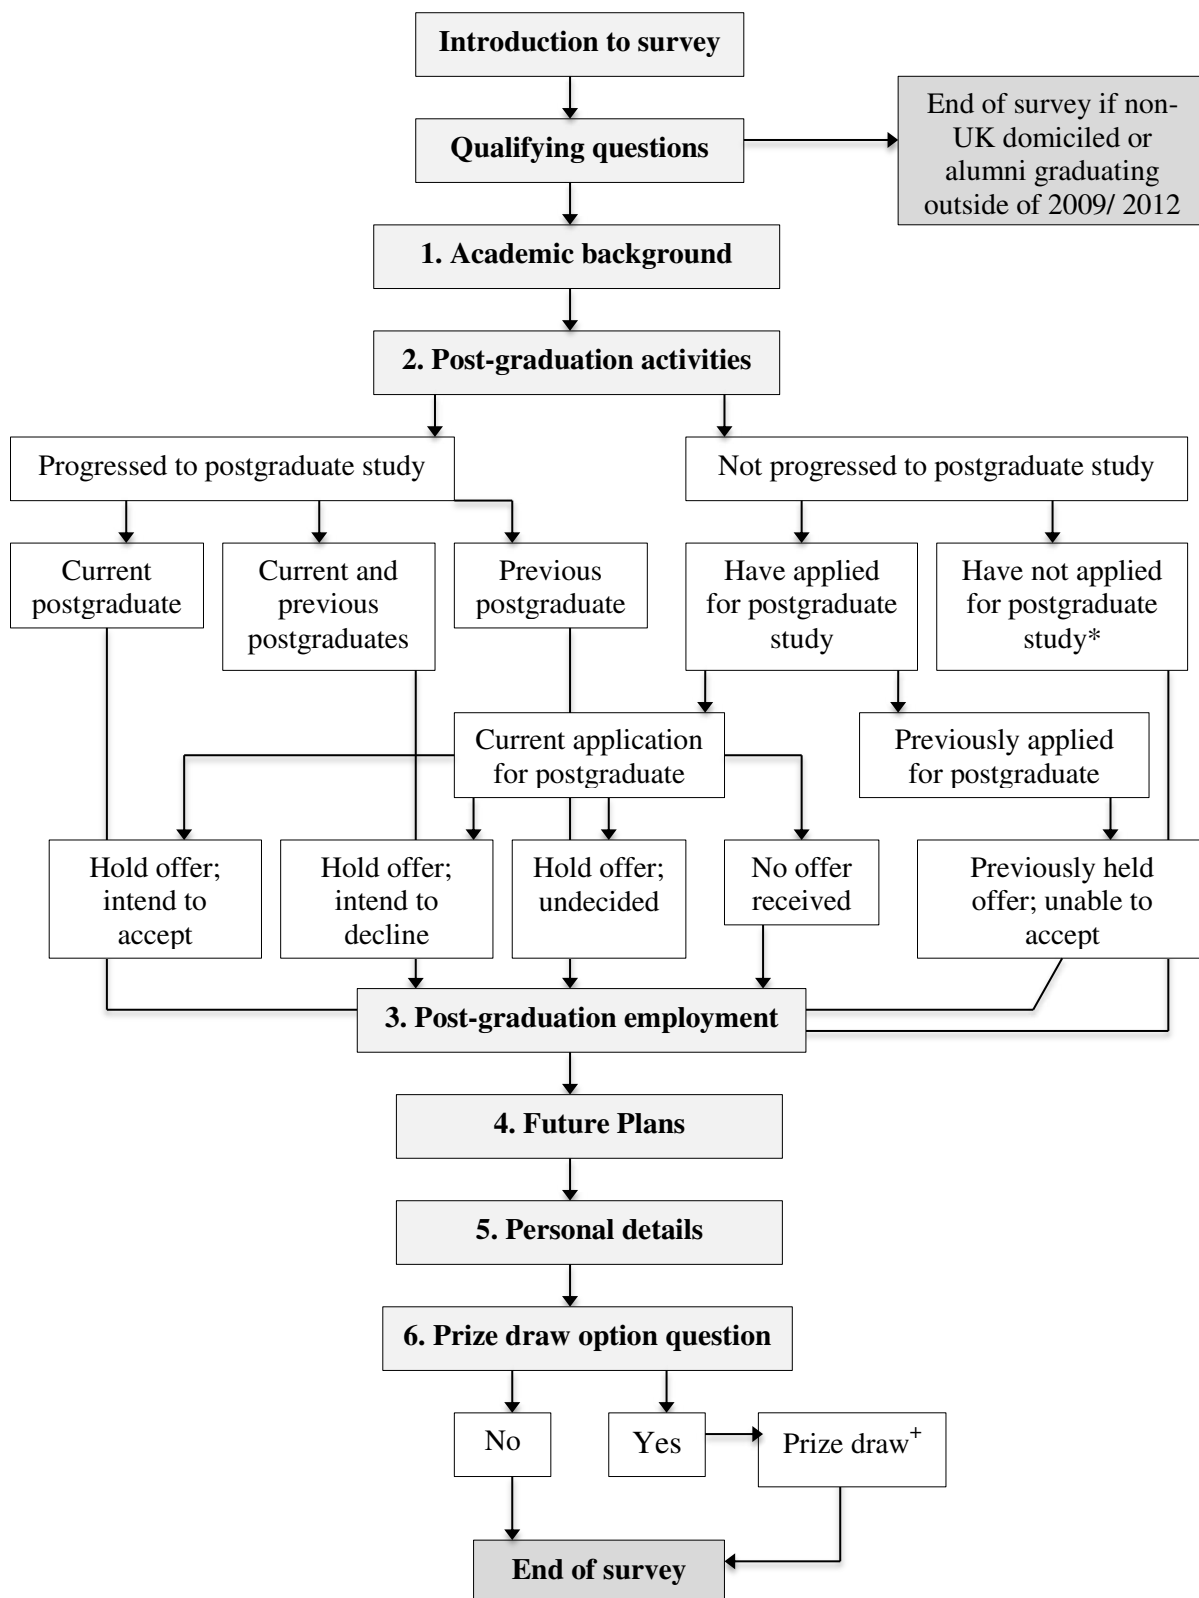 Introduction to survey
Qualifying questions
End of survey if non-
UK domiciled or
alumni graduating
outside of 2009/ 2012
1. Academic background
2. Post-graduation activities
Progressed to postgraduate study
Not progressed to postgraduate study
Current
postgraduate
Current and
previous
postgraduates
Previous
postgraduate
Have applied
for postgraduate
study
Have not applied
for postgraduate
study*
Current application
for postgraduate
Previously applied
for postgraduate
Hold offer;
intend to
accept
Hold offer;
intend to
decline
Hold offer;
undecided
No offer
received
Previously held
offer; unable to
accept
3. Post-graduation employment
4. Future Plans
5. Personal details
6. Prize draw option question
No
Yes
Prize draw+
End of survey